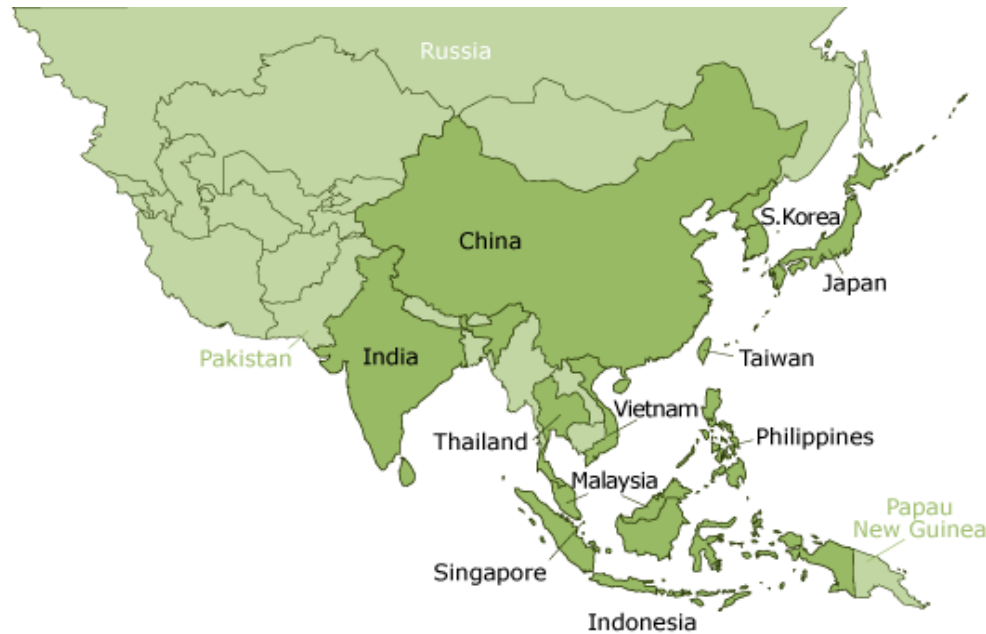 Russia
S.Korea
China
Japan
Pakistan
India
Taiwan
Vietnam
Thailand
Philippines
Malaysia
Papau
New Guinea
Singapore
Indonesia